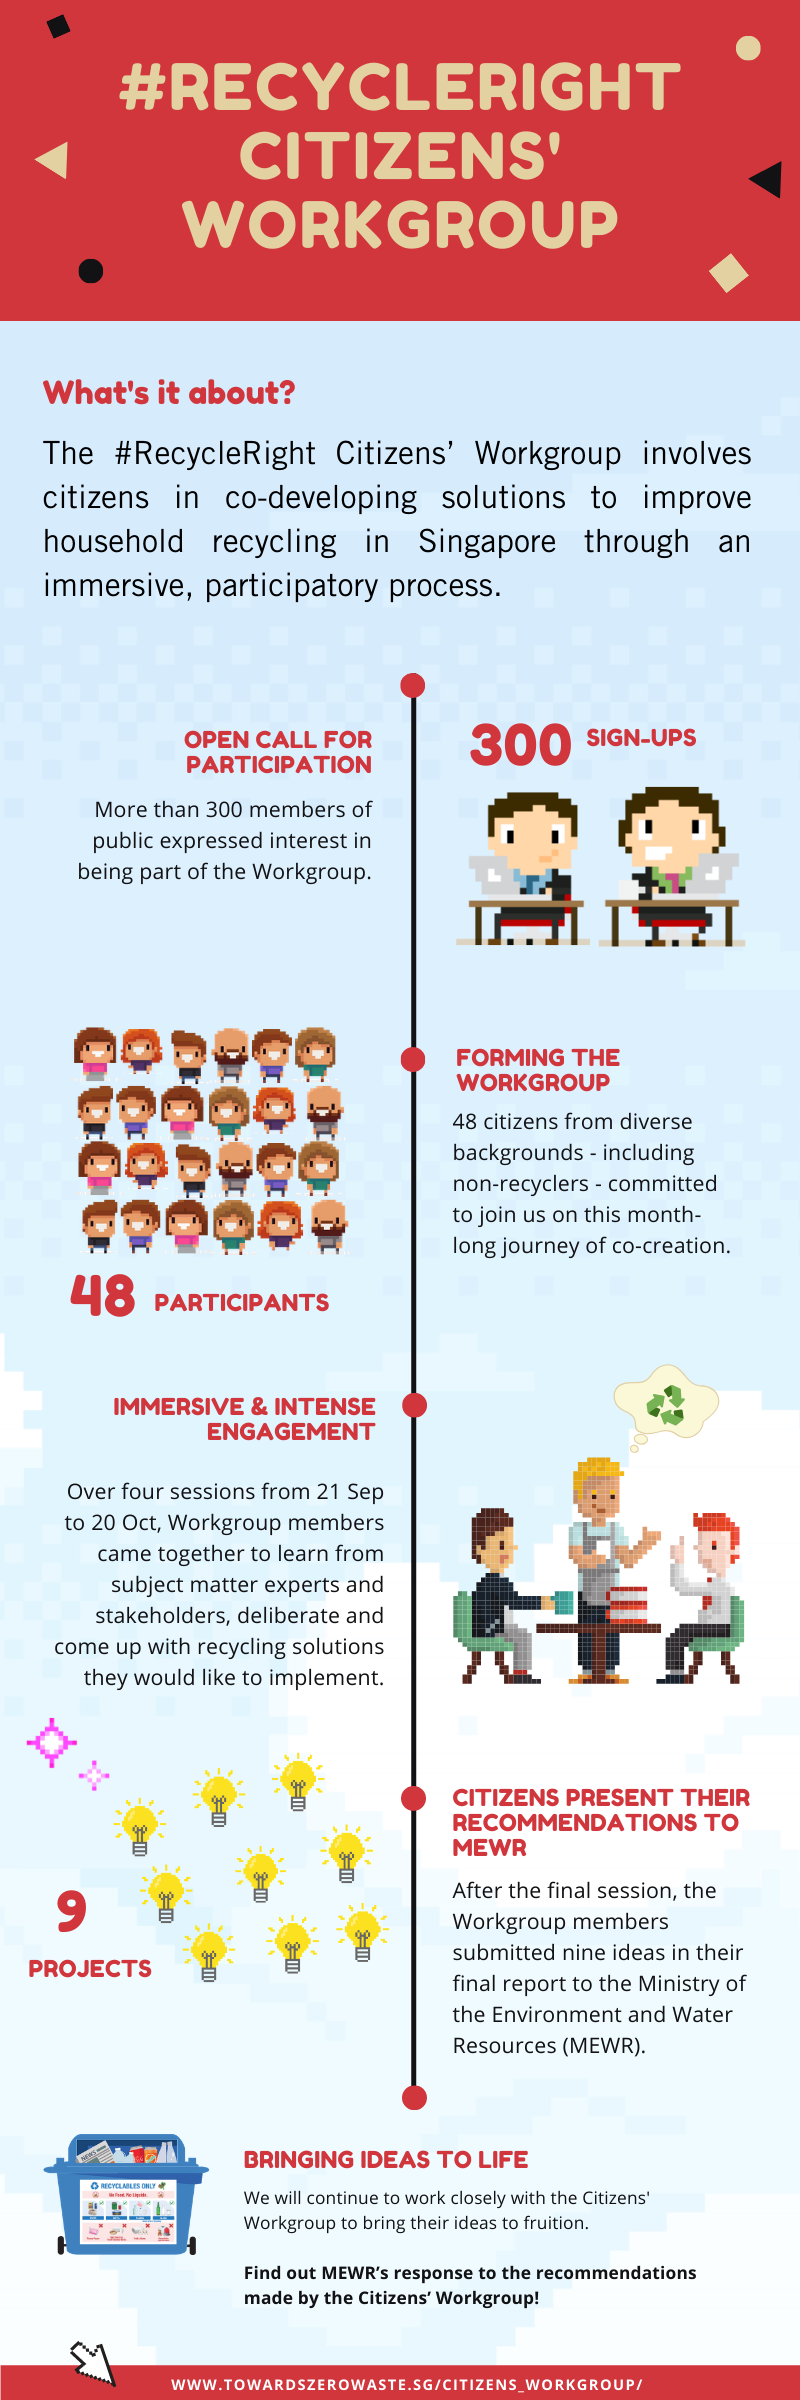 #RECYCLERIGHT
CITIZENS'
WORKGROUP
What's it about?
The #RecycleRight Citizens’ Workgroup involves
citizens in co-developing solutions to improve
household recycling in Singapore through an
immersive, participatory process.
OPEN CALL FOR
PARTICIPATION
More than 300 members of
public expressed interest in
being part of the Workgroup.
300 SIGN-UPS
FORMING THE
WORKGROUP
48 citizens from diverse
backgrounds - including
non-recyclers - committed
to join us on this month-
long journey of co-creation.
48 PARTICIPANTS
IMMERSIVE & INTENSE
ENGAGEMENT
Over four sessions from 21 Sep
to 20 Oct, Workgroup members
came together to learn from
subject matter experts and
stakeholders, deliberate and
come up with recycling solutions
they would like to implement.
9
PROJECTS
CITIZENS PRESENT THEIR
RECOMMENDATIONS TO
MEWR
After the final session, the
Workgroup members
submitted nine ideas in their
final report to the Ministry of
the Environment and Water
Resources (MEWR).
NEWS
RECYCLABLES ONLY
No Food. No Liquids.
BRINGING IDEAS TO LIFE
We will continue to work closely with the Citizens'
Workgroup to bring their ideas to fruition.
Find out MEWR’s response to the recommendations
made by the Citizens’ Workgroup!
WWW.TOWARDSZEROWASTE.SG/CITIZENS_WORKGROUP/